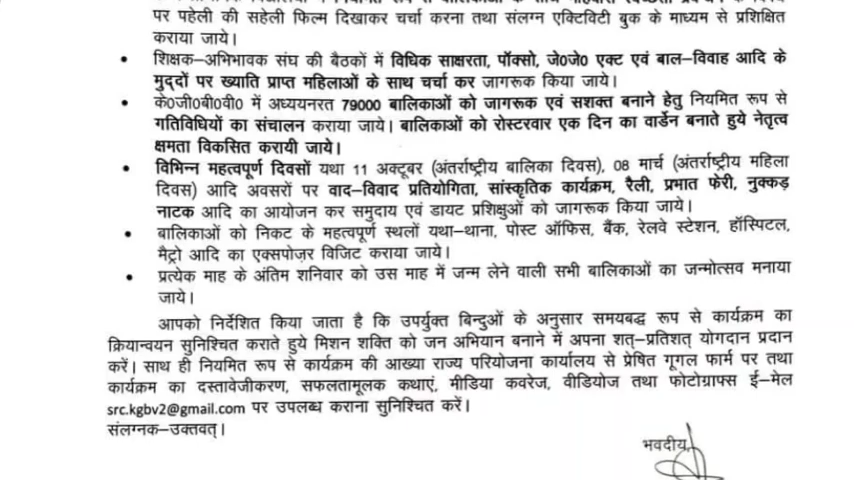 पर पहेली की सहेली फिल्म दिखाकर चर्चा करना तथा संलग्न एक्टिविटी बुक के माध्यम से प्रशिक्षित
कराया जाये।
• शिक्षक–अभिभावक संघ की बैठकों में विधिक साक्षरता, पॉक्सो, जे0जे0 एक्ट एवं बाल–विवाह आदि के
मुद्दों पर ख्याति प्राप्त महिलाओं के साथ चर्चा कर जागरूक किया जाये।
• के0जी0बी0वी0 में अध्ययनरत 79000 बालिकाओं को जागरूक एवं सशक्त बनाने हेतु नियमित रूप से
गतिविधियों का संचालन कराया जाये। बालिकाओं को रोस्टरवार एक दिन का वार्डेन बनाते हुये नेतृत्व
क्षमता विकसित करायी जाये।
• विभिन्न महत्वपूर्ण दिवसों यथा 11 अक्टूबर (अंतर्राष्ट्रीय बालिका दिवस), 08 मार्च (अंतर्राष्ट्रीय महिला
दिवस) आदि अवसरों पर वाद–विवाद प्रतियोगिता, सांस्कृतिक कार्यक्रम, रैली, प्रभात फेरी, नुक्कड़
नाटक आदि का आयोजन कर समुदाय एवं डायट प्रशिक्षुओं को जागरूक किया जाये।
• बालिकाओं को निकट के महत्वपूर्ण स्थलों यथा–थाना, पोस्ट ऑफिस, बैंक, रेलवे स्टेशन, हॉस्पिटल,
मैट्रो आदि का एक्सपोज़र विजिट कराया जाये।
• प्रत्येक माह के अंतिम शनिवार को उस माह में जन्म लेने वाली सभी बालिकाओं का जन्मोत्सव मनाया
जाये।
आपको निर्देशित किया जाता है कि उपर्युक्त बिन्दुओं के अनुसार समयबद्ध रूप से कार्यक्रम का
क्रियान्वयन सुनिश्चित कराते हुये मिशन शक्ति को जन अभियान बनाने में अपना शत्–प्रतिशत् योगदान प्रदान
करें। साथ ही नियमित रूप से कार्यक्रम की आख्या राज्य परियोजना कार्यालय से प्रेषित गूगल फार्म पर तथा
कार्यक्रम का दस्तावेजीकरण, सफलतामूलक कथाएं, मीडिया कवरेज, वीडियोज तथा फोटोग्राफ्स ई–मेल
src.kgbv2@gmail.com पर उपलब्ध कराना सुनिश्चित करें।
संलग्नक–उक्तवत्।
भवदीय,